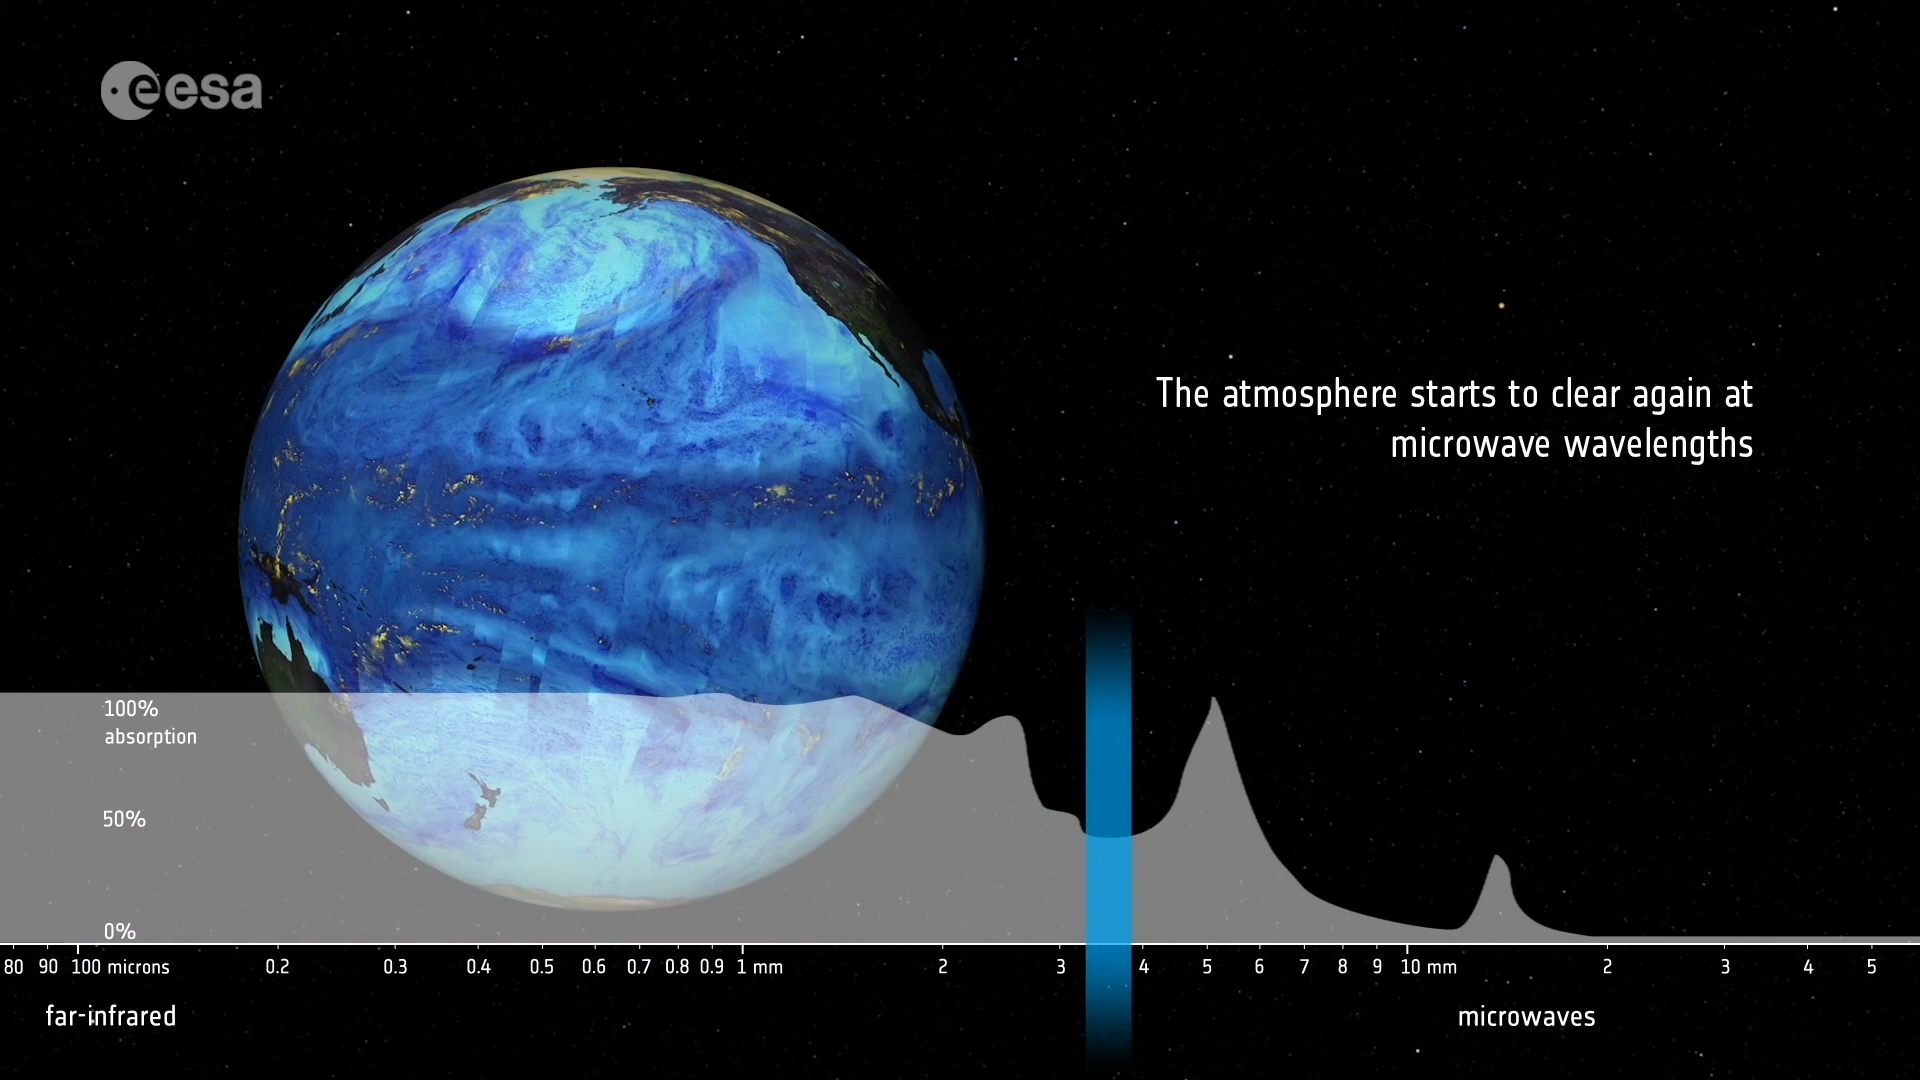 eesa
The atmosphere starts to clear again at
microwave wavelengths
100%
absorption
50%
0%
80 90 100 microns 0.2 0.3 0.4 0.5 0.6 0.7 0.8 0.9 1 mm 2 3 4 5 6 7 8 9 10 mm 2 3 4 5
far-infrared microwaves